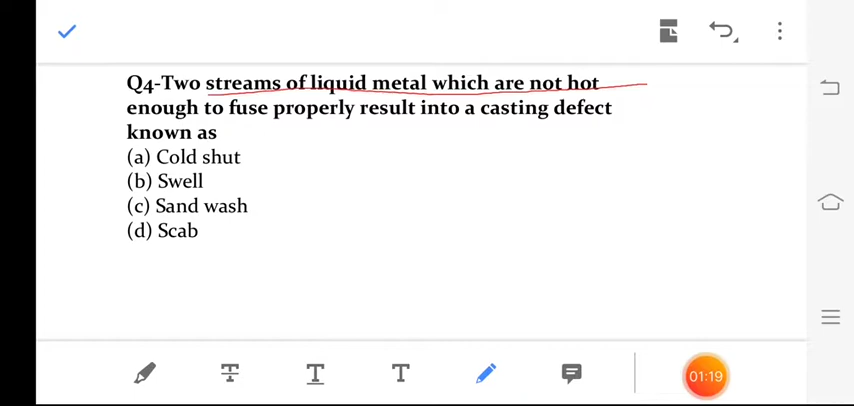 Q4-Two streams of liquid metal which are not hot
enough to fuse properly result into a casting defect
known as
(a) Cold shut
(b) Swell
(c) Sand wash
(d) Scab
T
T
T
01:19